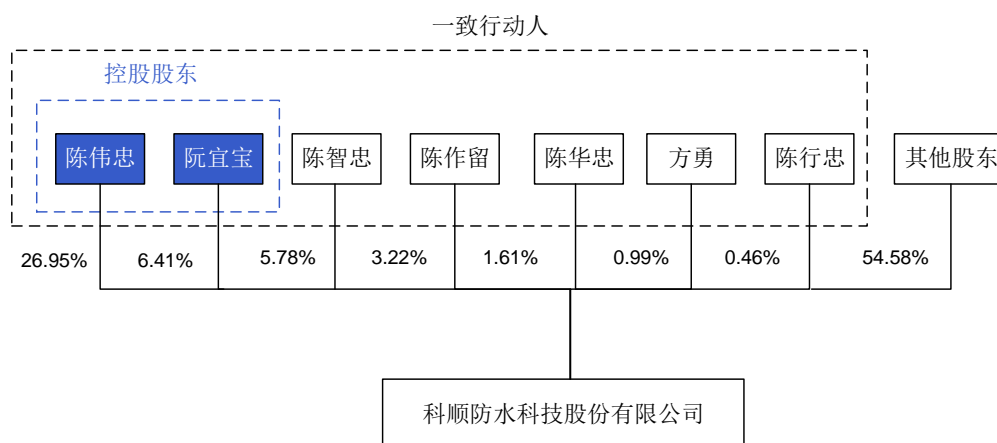 一致行动人
控股股东
陈伟忠
阮宜宝
陈智忠
陈作留
陈华忠
方勇
陈行忠
其他股东
26.95%
6.41%
5.78%
3.22%
1.61%
0.99%
0.46%
54.58%
科顺防水科技股份有限公司